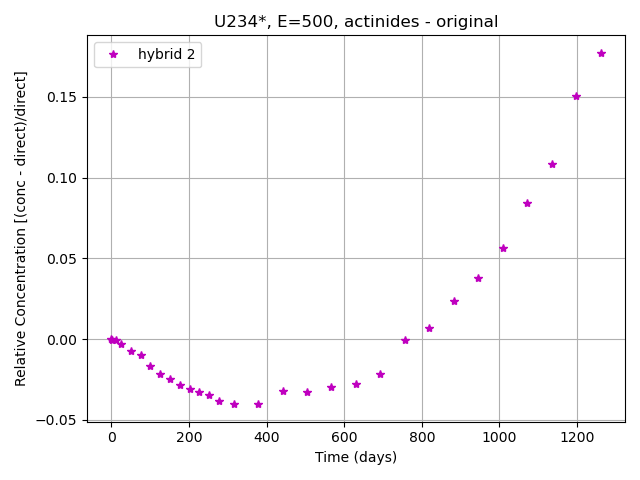 U234*, E=500, actinides - original
hybrid 2
Relative Concentration [(conc - direct)/direct]
0.15
0.10
0.05
0.00
−0.05
0 200 400 600 800 1000 1200
Time (days)